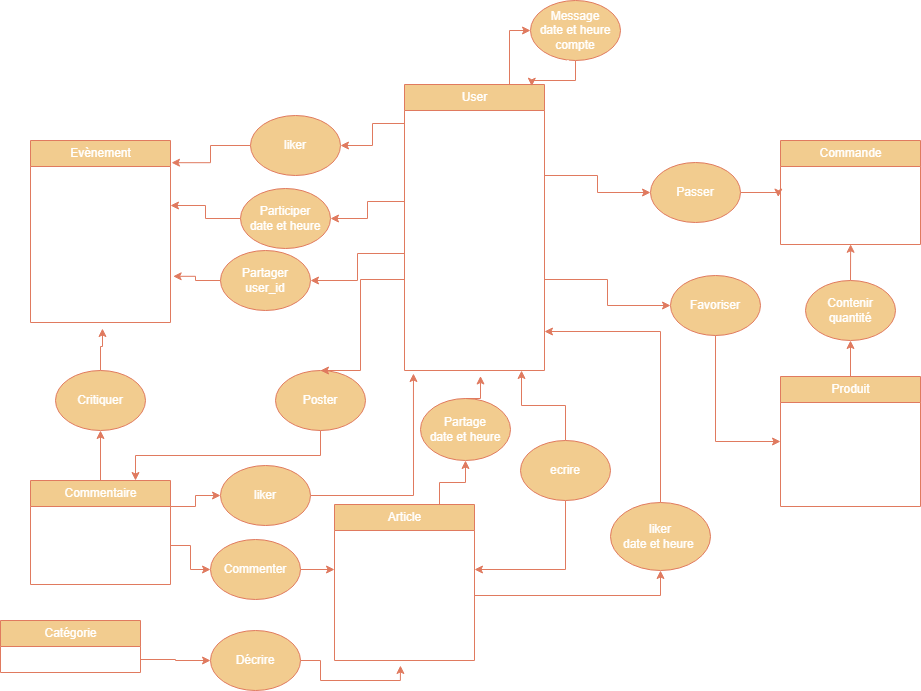 Message
date et heure
compte
User
liker
Evènement
Commande
Passer
Participer
date et heure
Partager
user_id
Favoriser
Contenir
quantité
Critiquer
Poster
Produit
Partage
date et heure
ecrire
Commentaire
liker
Article
liker
date et heure
Commenter
Catégorie
Dècrire